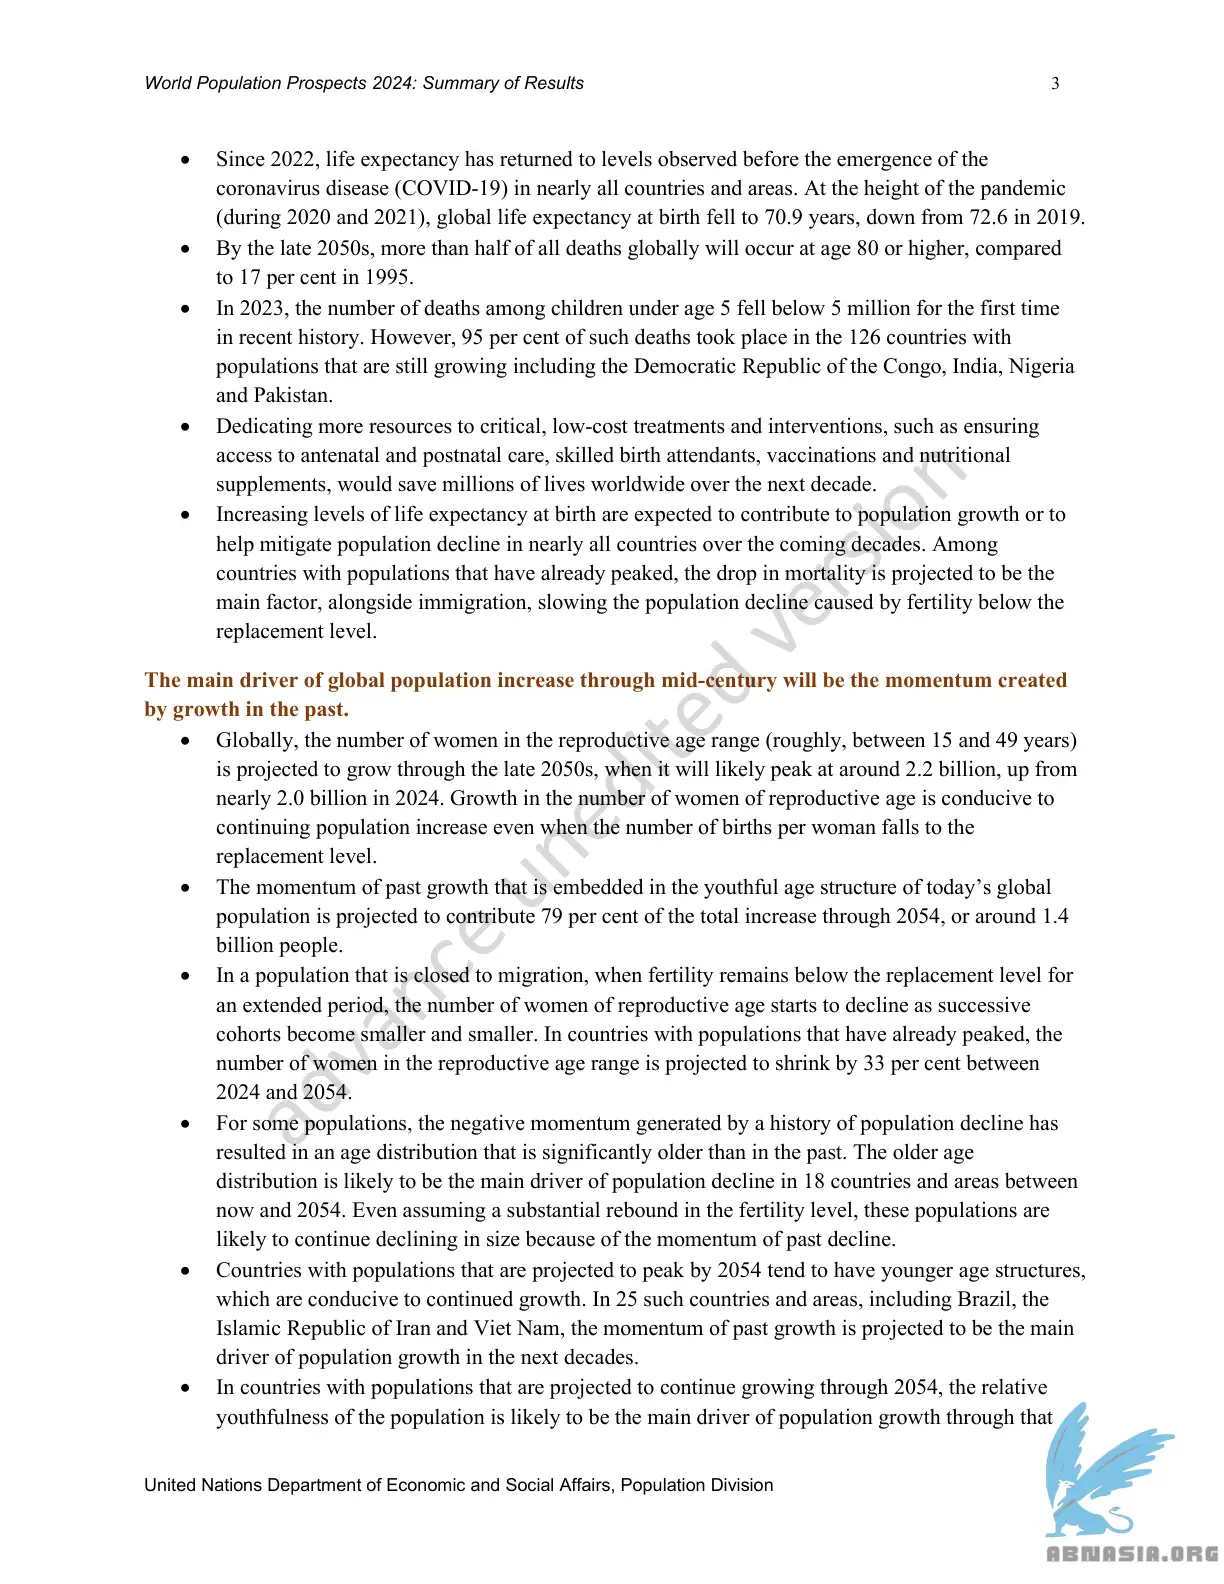 World Population Prospects 2024: Summary of Results 3
• Since 2022, life expectancy has returned to levels observed before the emergence of the
coronavirus disease (COVID-19) in nearly all countries and areas. At the height of the pandemic
(during 2020 and 2021), global life expectancy at birth fell to 70.9 years, down from 72.6 in 2019.
• By the late 2050s, more than half of all deaths globally will occur at age 80 or higher, compared
to 17 per cent in 1995.
• In 2023, the number of deaths among children under age 5 fell below 5 million for the first time
in recent history. However, 95 per cent of such deaths took place in the 126 countries with
populations that are still growing including the Democratic Republic of the Congo, India, Nigeria
and Pakistan.
• Dedicating more resources to critical, low-cost treatments and interventions, such as ensuring
access to antenatal and postnatal care, skilled birth attendants, vaccinations and nutritional
supplements, would save millions of lives worldwide over the next decade.
• Increasing levels of life expectancy at birth are expected to contribute to population growth or to
help mitigate population decline in nearly all countries over the coming decades. Among
countries with populations that have already peaked, the drop in mortality is projected to be the
main factor, alongside immigration, slowing the population decline caused by fertility below the
replacement level.
The main driver of global population increase through mid-century will be the momentum created
by growth in the past.
• Globally, the number of women in the reproductive age range (roughly, between 15 and 49 years)
is projected to grow through the late 2050s, when it will likely peak at around 2.2 billion, up from
nearly 2.0 billion in 2024. Growth in the number of women of reproductive age is conducive to
continuing population increase even when the number of births per woman falls to the
replacement level.
• The momentum of past growth that is embedded in the youthful age structure of today’s global
population is projected to contribute 79 per cent of the total increase through 2054, or around 1.4
billion people.
• In a population that is closed to migration, when fertility remains below the replacement level for
an extended period, the number of women of reproductive age starts to decline as successive
cohorts become smaller and smaller. In countries with populations that have already peaked, the
number of women in the reproductive age range is projected to shrink by 33 per cent between
2024 and 2054.
• For some populations, the negative momentum generated by a history of population decline has
resulted in an age distribution that is significantly older than in the past. The older age
distribution is likely to be the main driver of population decline in 18 countries and areas between
now and 2054. Even assuming a substantial rebound in the fertility level, these populations are
likely to continue declining in size because of the momentum of past decline.
• Countries with populations that are projected to peak by 2054 tend to have younger age structures,
which are conducive to continued growth. In 25 such countries and areas, including Brazil, the
Islamic Republic of Iran and Viet Nam, the momentum of past growth is projected to be the main
driver of population growth in the next decades.
• In countries with populations that are projected to continue growing through 2054, the relative
youthfulness of the population is likely to be the main driver of population growth through that
advance unedited version
United Nations Department of Economic and Social Affairs, Population Division
ABNASIA.ORG